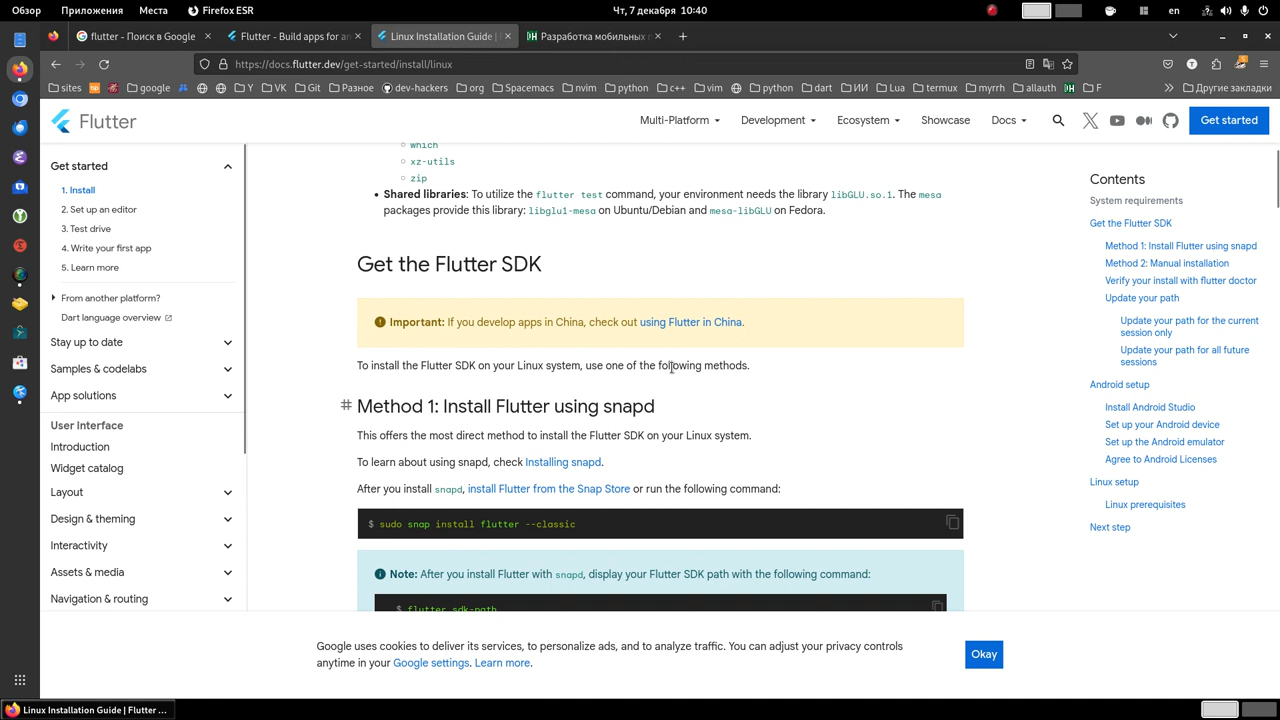 Обзор Приложения Места Firefox ESR Чт, 7 декабря 10:40 en
flutter - Поиск в Google Flutter - Build apps for an Linux Installation Guide | Разработка мобильных п
https://docs.flutter.dev/get-started/install/linux
sites google Y VK Git Разное dev-hackers org Spacemacs nvim python c++ vim python dart ИИ Lua termux myrrh allauth F Другие закладки
Flutter Multi-Platform Development Ecosystem Showcase Docs Get started
Get started
1. Install
2. Set up an editor
3. Test drive
4. Write your first app
5. Learn more
From another platform?
Dart language overview
Stay up to date
Samples & codelabs
App solutions
User interface
Introduction
Widget catalog
Layout
Design & theming
Interactivity
Assets & media
Navigation & routing
which
xz-utils
zip
Shared libraries: To utilize the flutter test command, your environment needs the library libGLU.so.1. The mesa
packages provide this library: libglu1-mesa on Ubuntu/Debian and mesa-libGLU on Fedora.
Get the Flutter SDK
Important: If you develop apps in China, check out using Flutter in China.
To install the Flutter SDK on your Linux system, use one of the following methods.
# Method 1: Install Flutter using snapd
This offers the most direct method to install the Flutter SDK on your Linux system.
To learn about using snapd, check Installing snapd.
After you install snapd, install Flutter from the Snap Store or run the following command:
$ sudo snap install flutter --classic
Note: After you install Flutter with snapd, display your Flutter SDK path with the following command:
$ flutter sdk-path
Contents
System requirements
Get the Flutter SDK
Method 1: Install Flutter using snapd
Method 2: Manual installation
Verify your install with flutter doctor
Update your path
Update your path for the current
session only
Update your path for all future
sessions
Android setup
Install Android Studio
Set up your Android device
Set up the Android emulator
Agree to Android Licenses
Linux setup
Linux prerequisites
Next step
Google uses cookies to deliver its services, to personalize ads, and to analyze traffic. You can adjust your privacy controls
anytime in your Google settings. Learn more.
Okay
Linux Installation Guide | Flutter ...